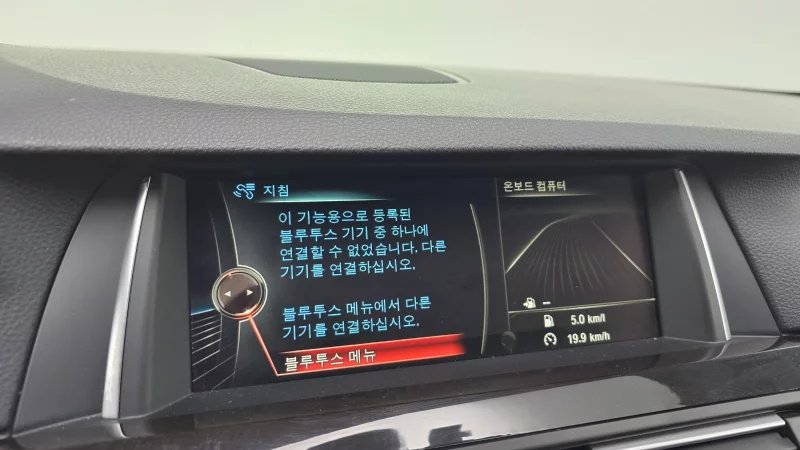 지침
이 기능용으로 등록된
블루투스 기기 중 하나에
연결할 수 없었습니다. 다른
기기를 연결하십시오.
블루투스 메뉴에서 다른
기기를 연결하십시오.
블루투스 메뉴
온보드 컴퓨터
--
5.0 km/l
19.9 km/h